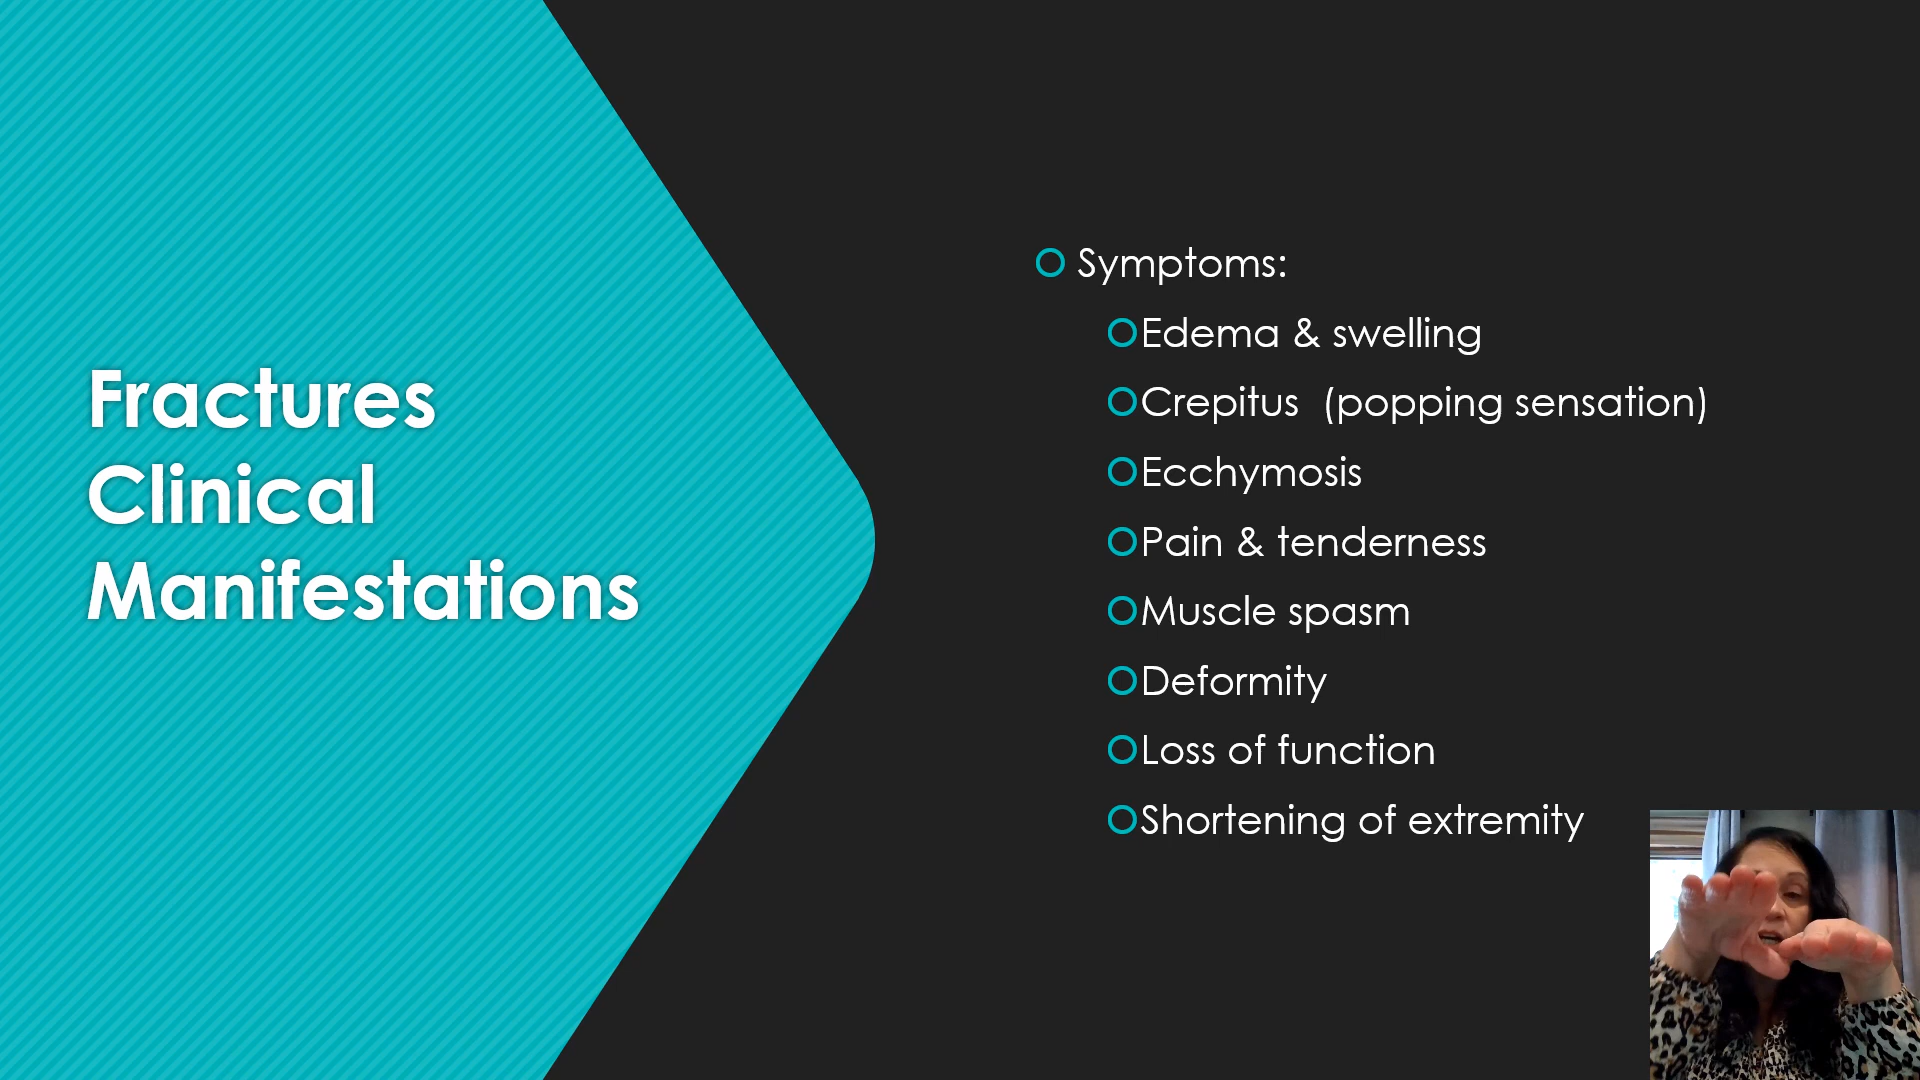 Fractures
Clinical
Manifestations
Symptoms:
Edema & swelling
Crepitus  (popping sensation)
Ecchymosis
Pain & tenderness
Muscle spasm
Deformity
Loss of function
Shortening of extremity